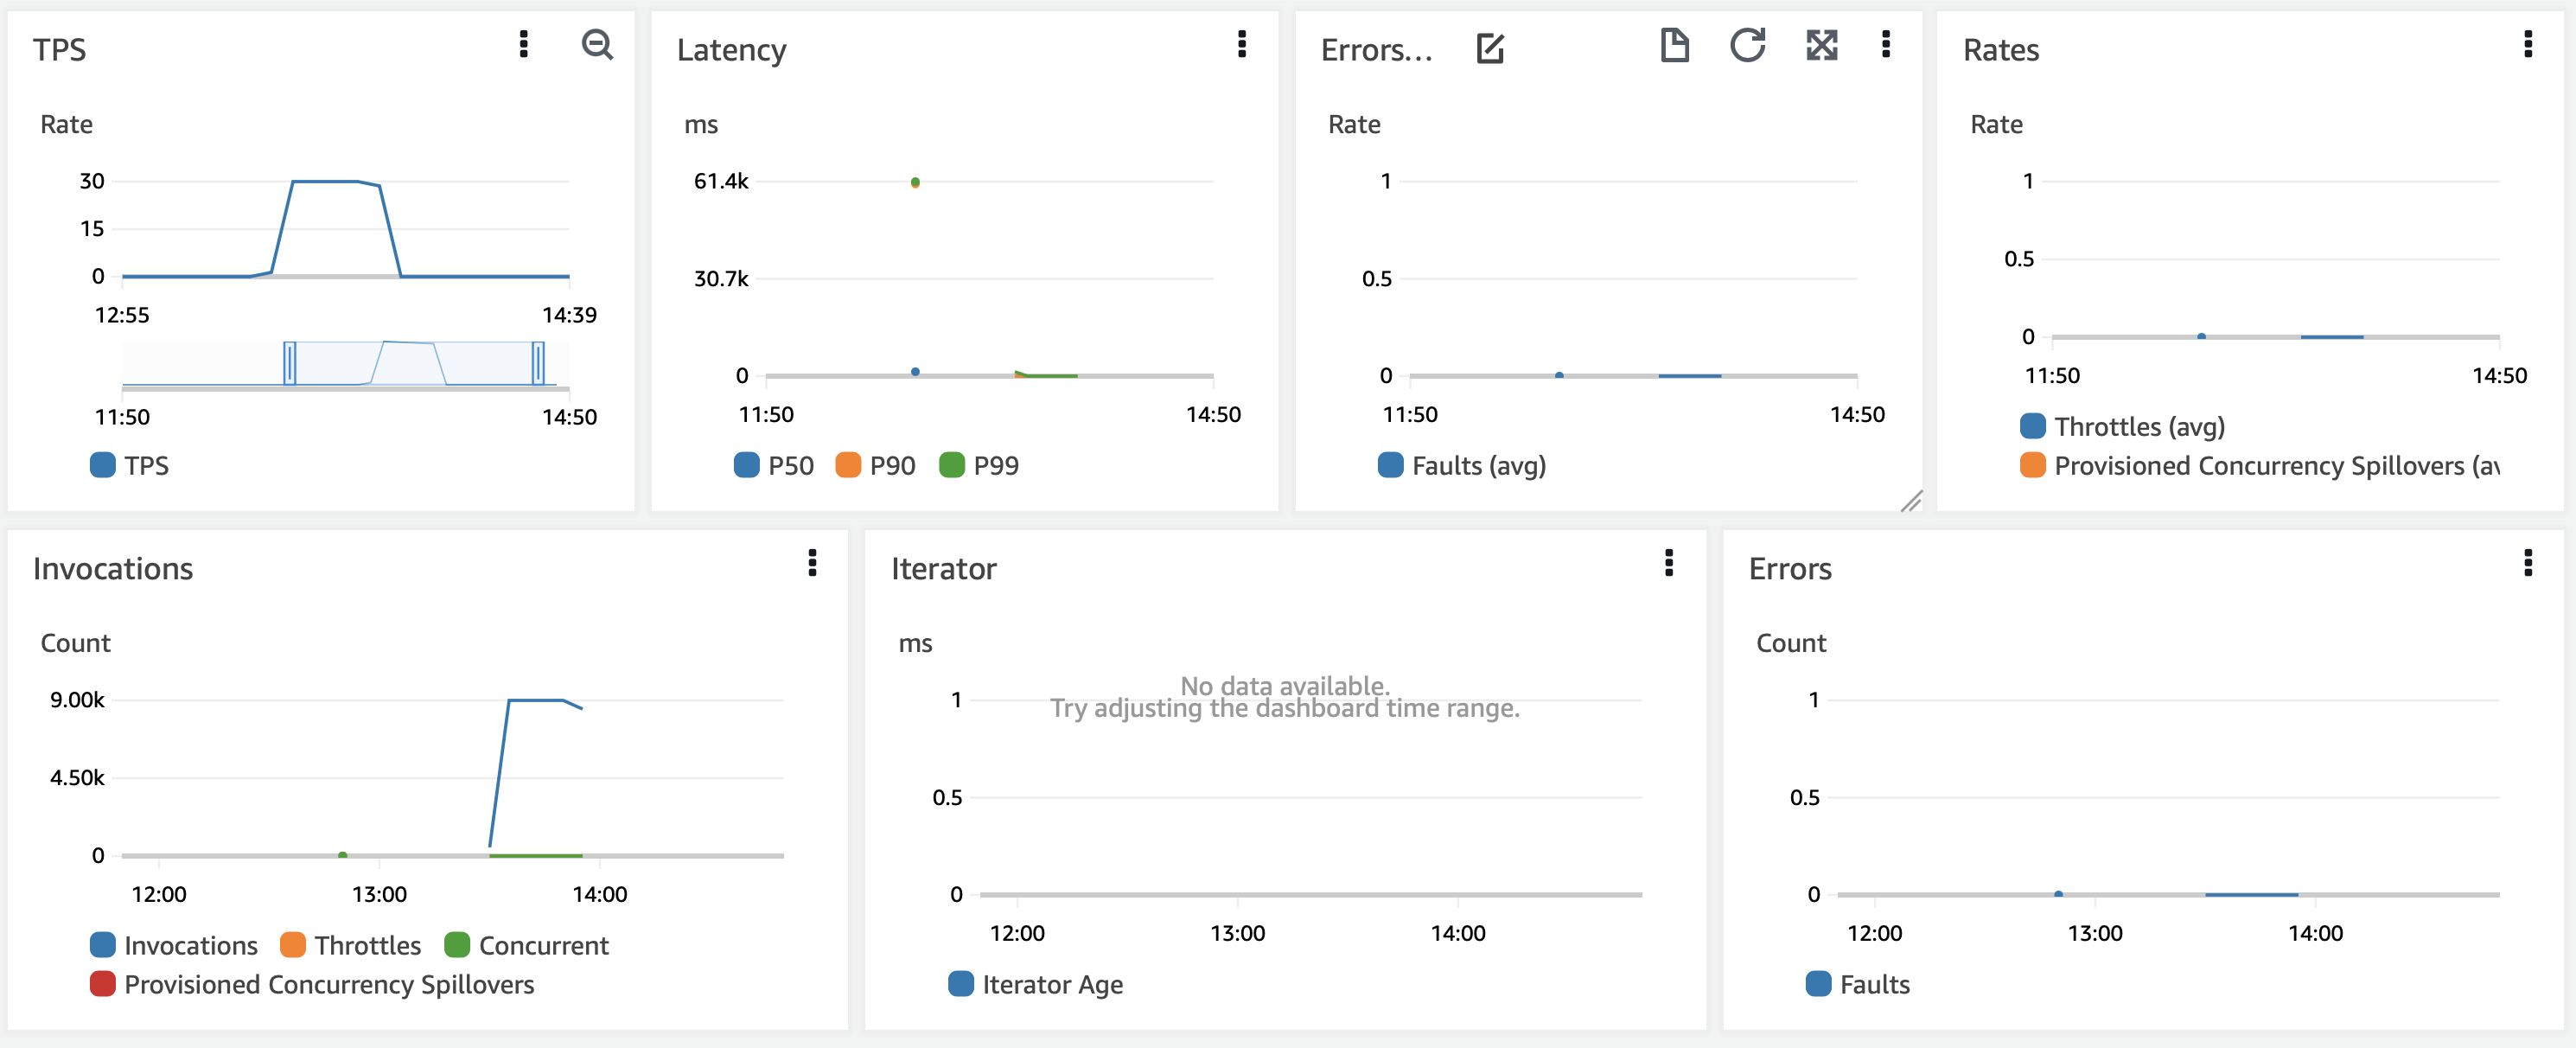 TPS
Rate
30
15
0
12:55 14:39
11:50 14:50
TPS
Latency
ms
61.4k
30.7k
0
11:50 14:50
P50 P90 P99
Errors...
Rate
1
0.5
0
11:50 14:50
Faults (avg)
Rates
Rate
1
0.5
0
11:50 14:50
Throttles (avg)
Provisioned Concurrency Spillovers (av
Invocations
Count
9.00k
4.50k
0
12:00 13:00 14:00
Invocations Throttles Concurrent
Provisioned Concurrency Spillovers
Iterator
ms
No data available.
Try adjusting the dashboard time range.
1
0.5
0
12:00 13:00 14:00
Iterator Age
Errors
Count
1
0.5
0
12:00 13:00 14:00
Faults